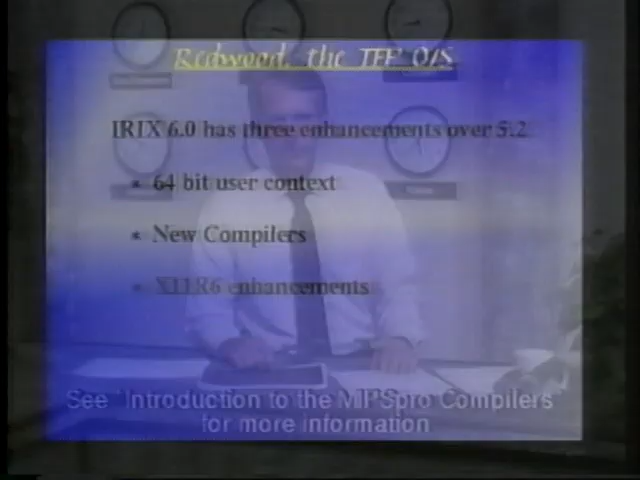 Redwood, the TFP O/S
IRIX 6.0 has three enhancements over 5.2
* 64 bit user context
* New Compilers
* X11R6 enhancements
See "Introduction to the MIPSpro Compilers"
for more information